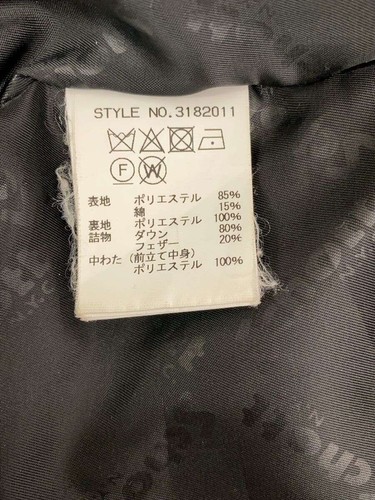 STYLE NO.3182011
F W
表地 ポリエステル 85%
綿 15%
裏地 ポリエステル 100%
詰物 ダウン 80%
フェザー 20%
中わた (前立て中身)
ポリエステル 100%